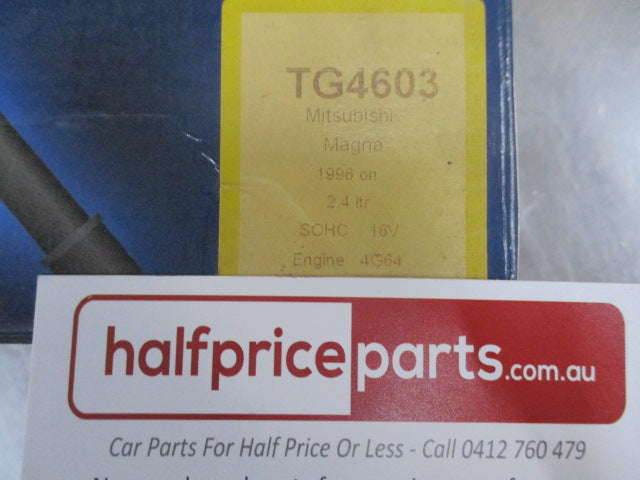 TG4603
Mitsubishi
Magna
1996 on
2.4 ltr
SOHC 16V
Engine 4G64
halfpriceparts.com.au
Car Parts For Half Price Or Less - Call 0412 760 479